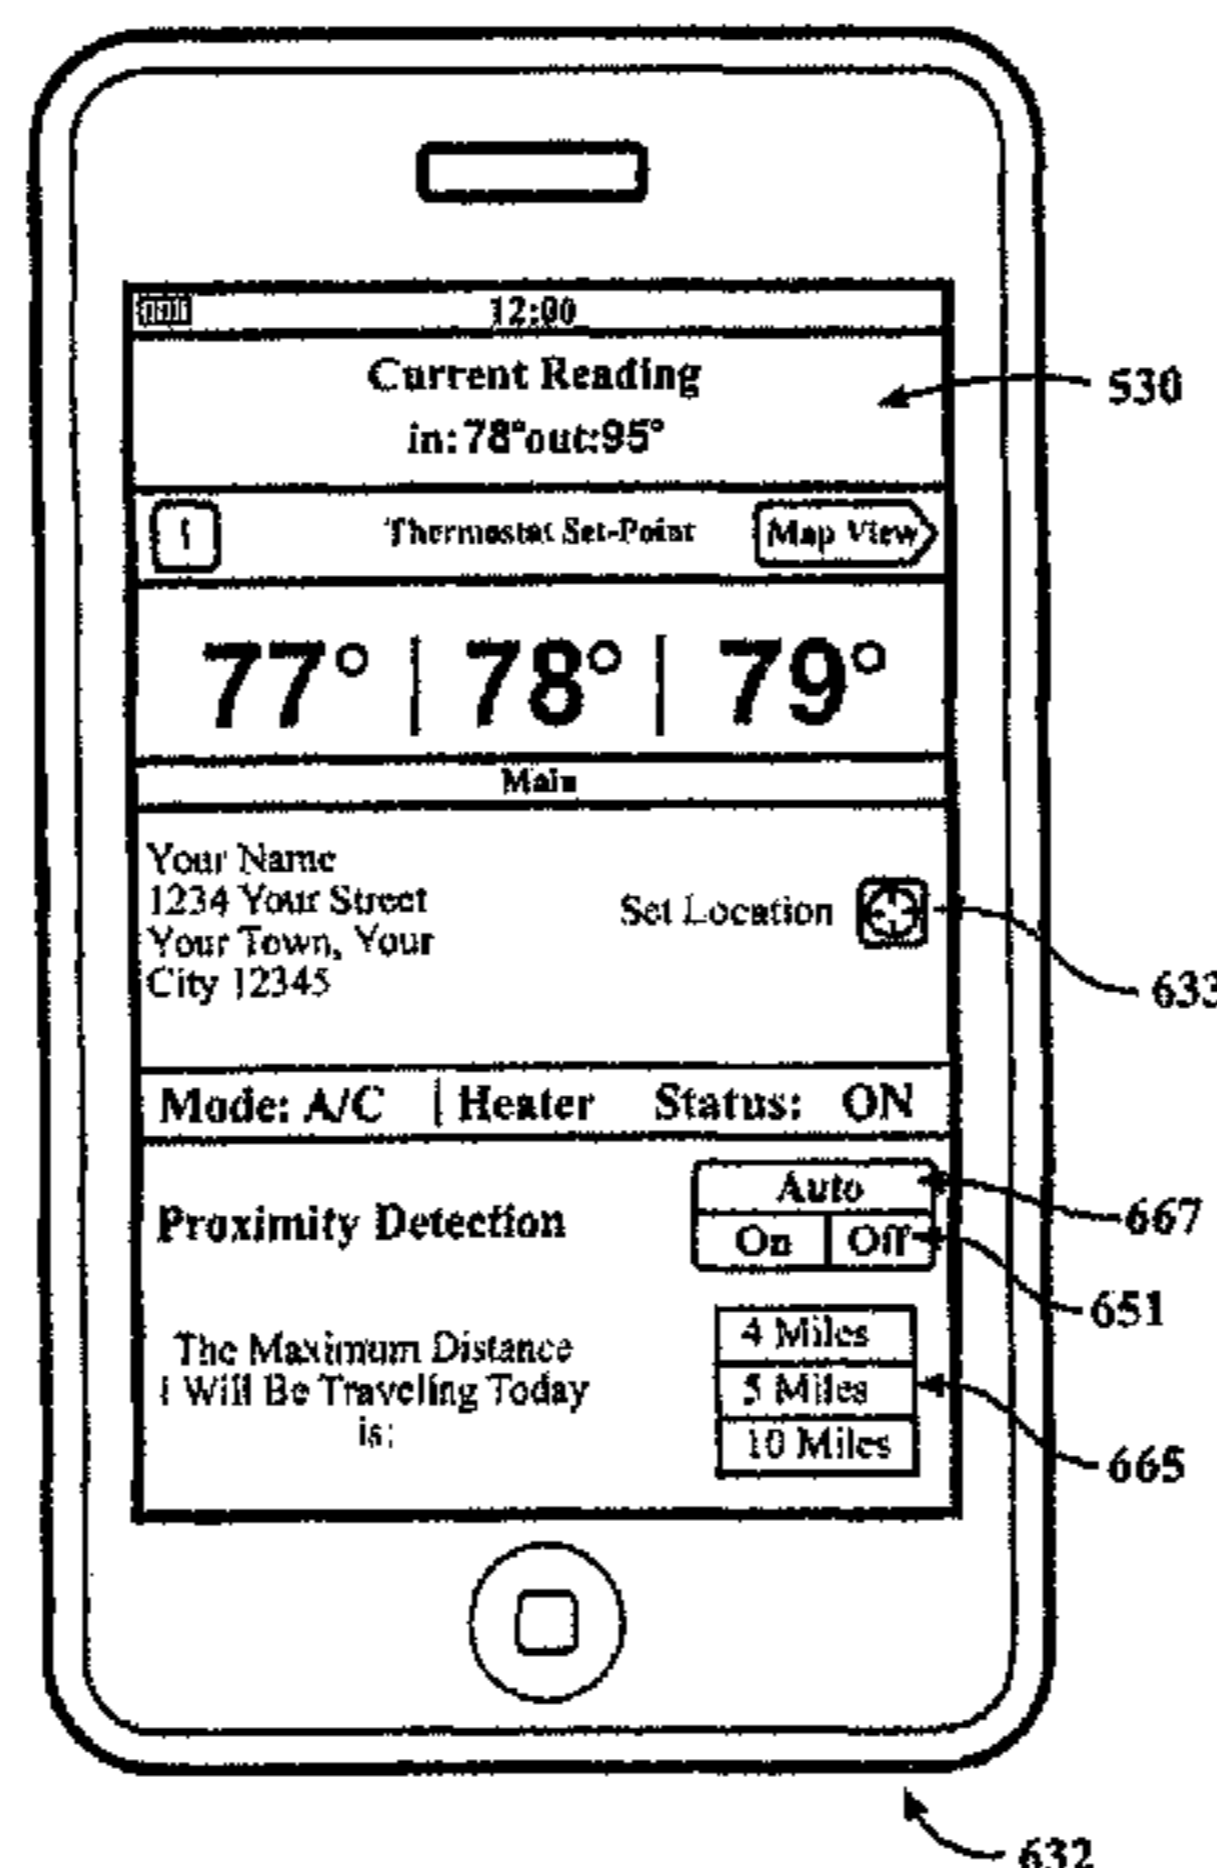 12:00
Current Reading
in:78°out:95°
530
Thermostat Set-Point
Map View
77° | 78° | 79°
Main
Your Name
1234 Your Street
Your Town, Your
City 12345
Set Location
633
Mode: A/C | Heater Status: ON
Proximity Detection
Auto
On
Off
667
651
The Maximum Distance
I Will Be Traveling Today
is:
4 Miles
5 Miles
10 Miles
665
632